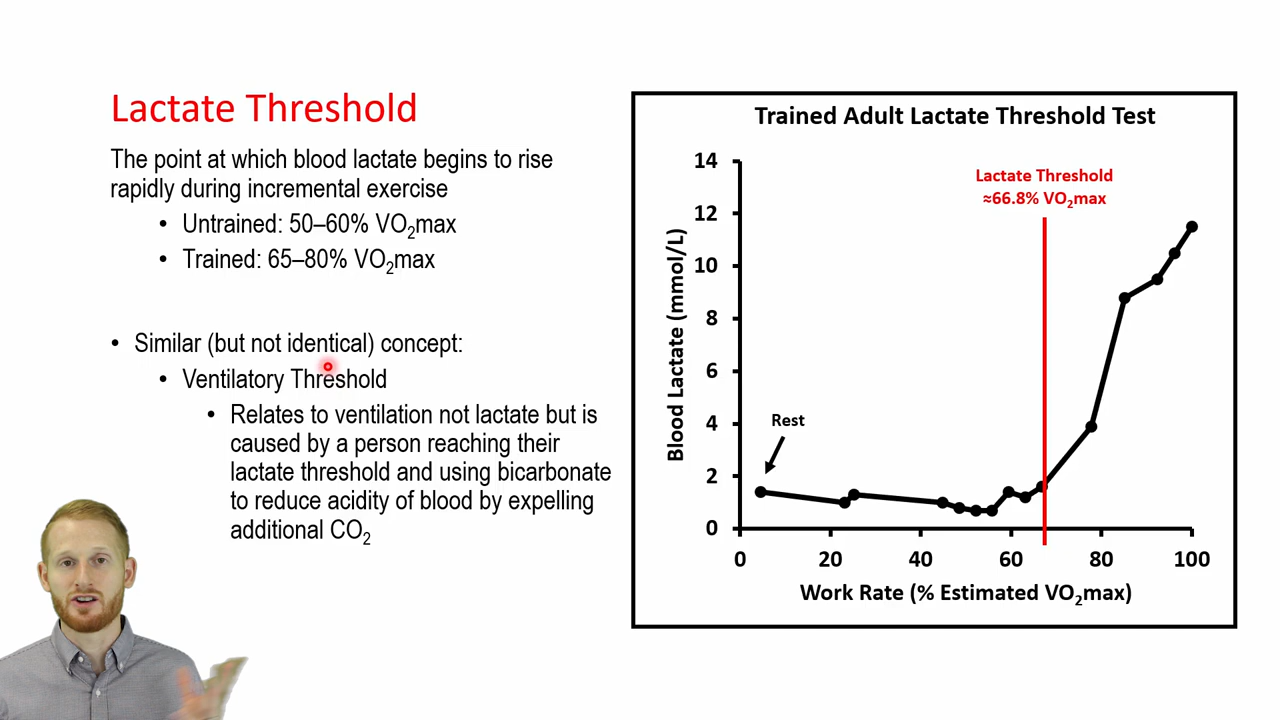 Lactate Threshold
The point at which blood lactate begins to rise
rapidly during incremental exercise
• Untrained: 50–60% VO₂max
• Trained: 65–80% VO₂max
• Similar (but not identical) concept:
• Ventilatory Threshold
• Relates to ventilation not lactate but is
caused by a person reaching their
lactate threshold and using bicarbonate
to reduce acidity of blood by expelling
additional CO₂
Trained Adult Lactate Threshold Test
Lactate Threshold
≈66.8% VO₂max
Blood Lactate (mmol/L)
14
12
10
8
6
4
2
0
Rest
0 20 40 60 80 100
Work Rate (% Estimated VO₂max)